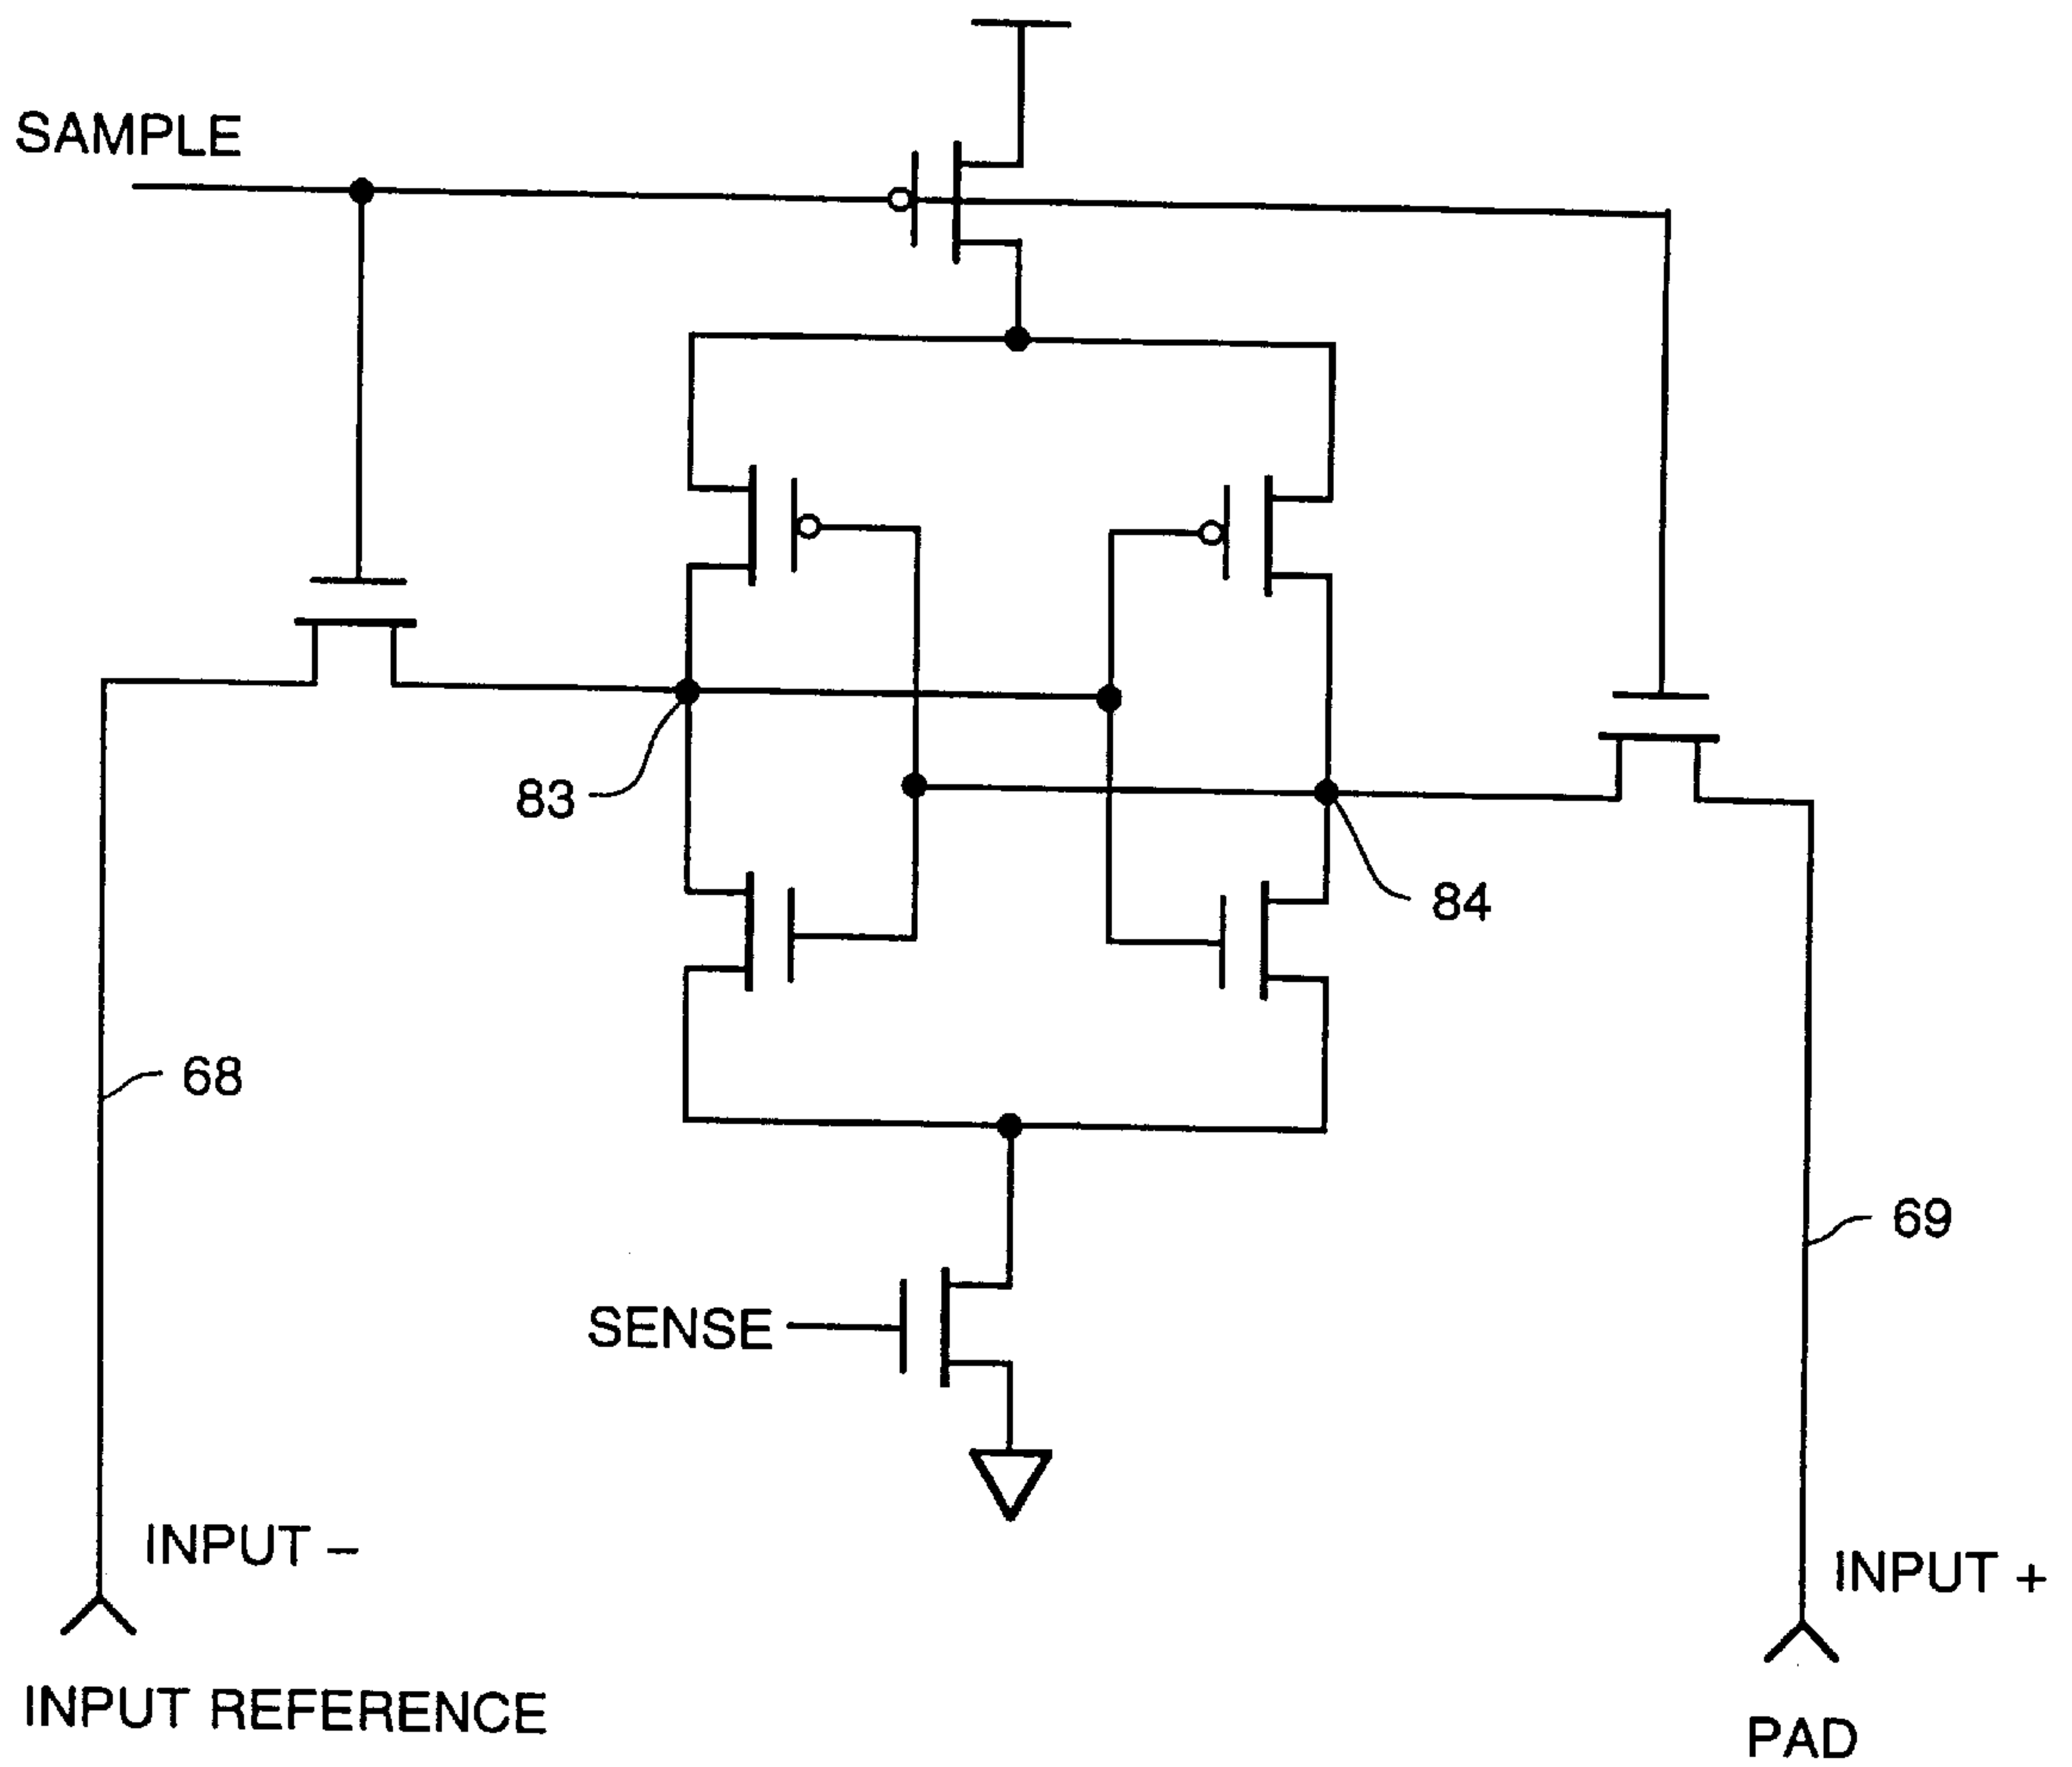 SAMPLE
83
84
68
69
SENSE
INPUT –
INPUT +
INPUT REFERENCE
PAD